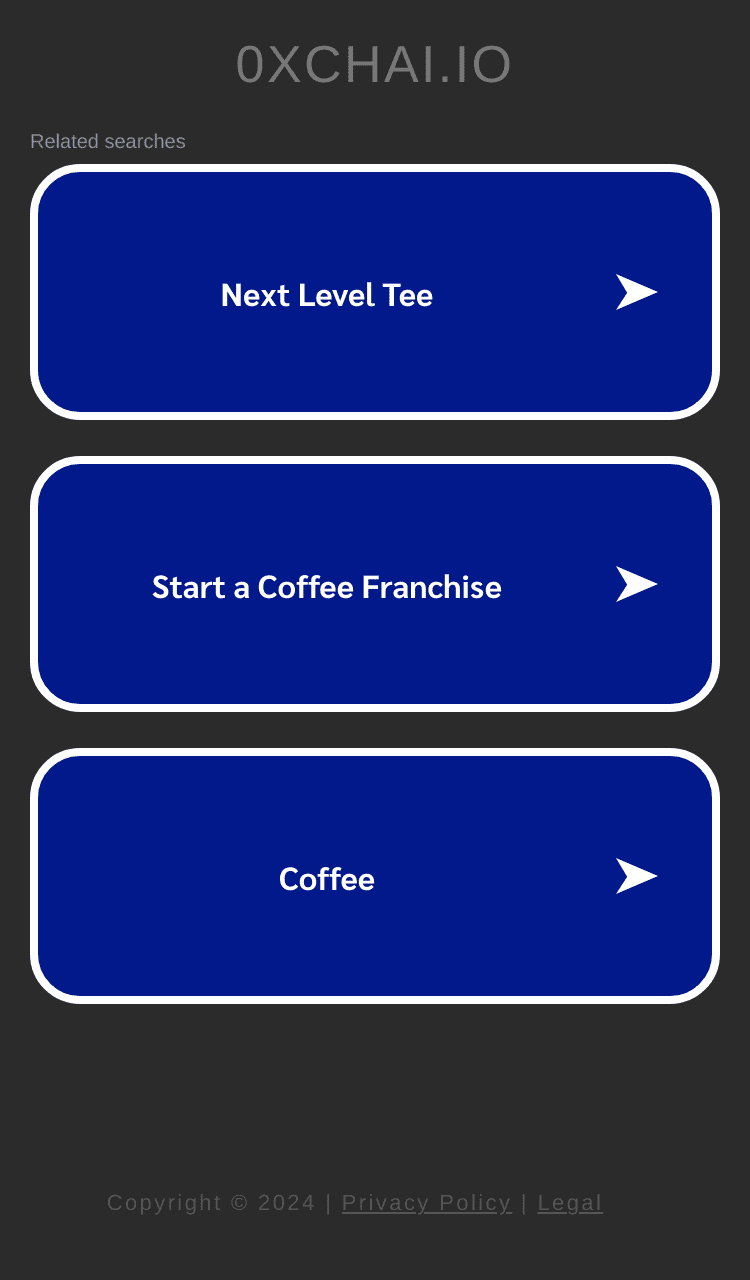 0XCHAI.IO
Related searches
Next Level Tee
Start a Coffee Franchise
Coffee
Copyright © 2024 | Privacy Policy | Legal